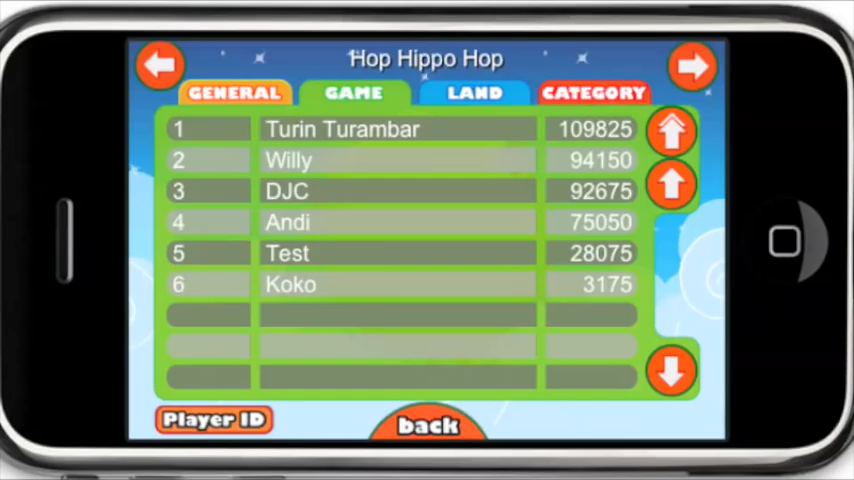 Hop Hippo Hop
GENERAL GAME LAND CATEGORY
1 Turin Turambar 109825
2 Willy 94150
3 DJC 92675
4 Andi 75050
5 Test 28075
6 Koko 3175
Player ID
back